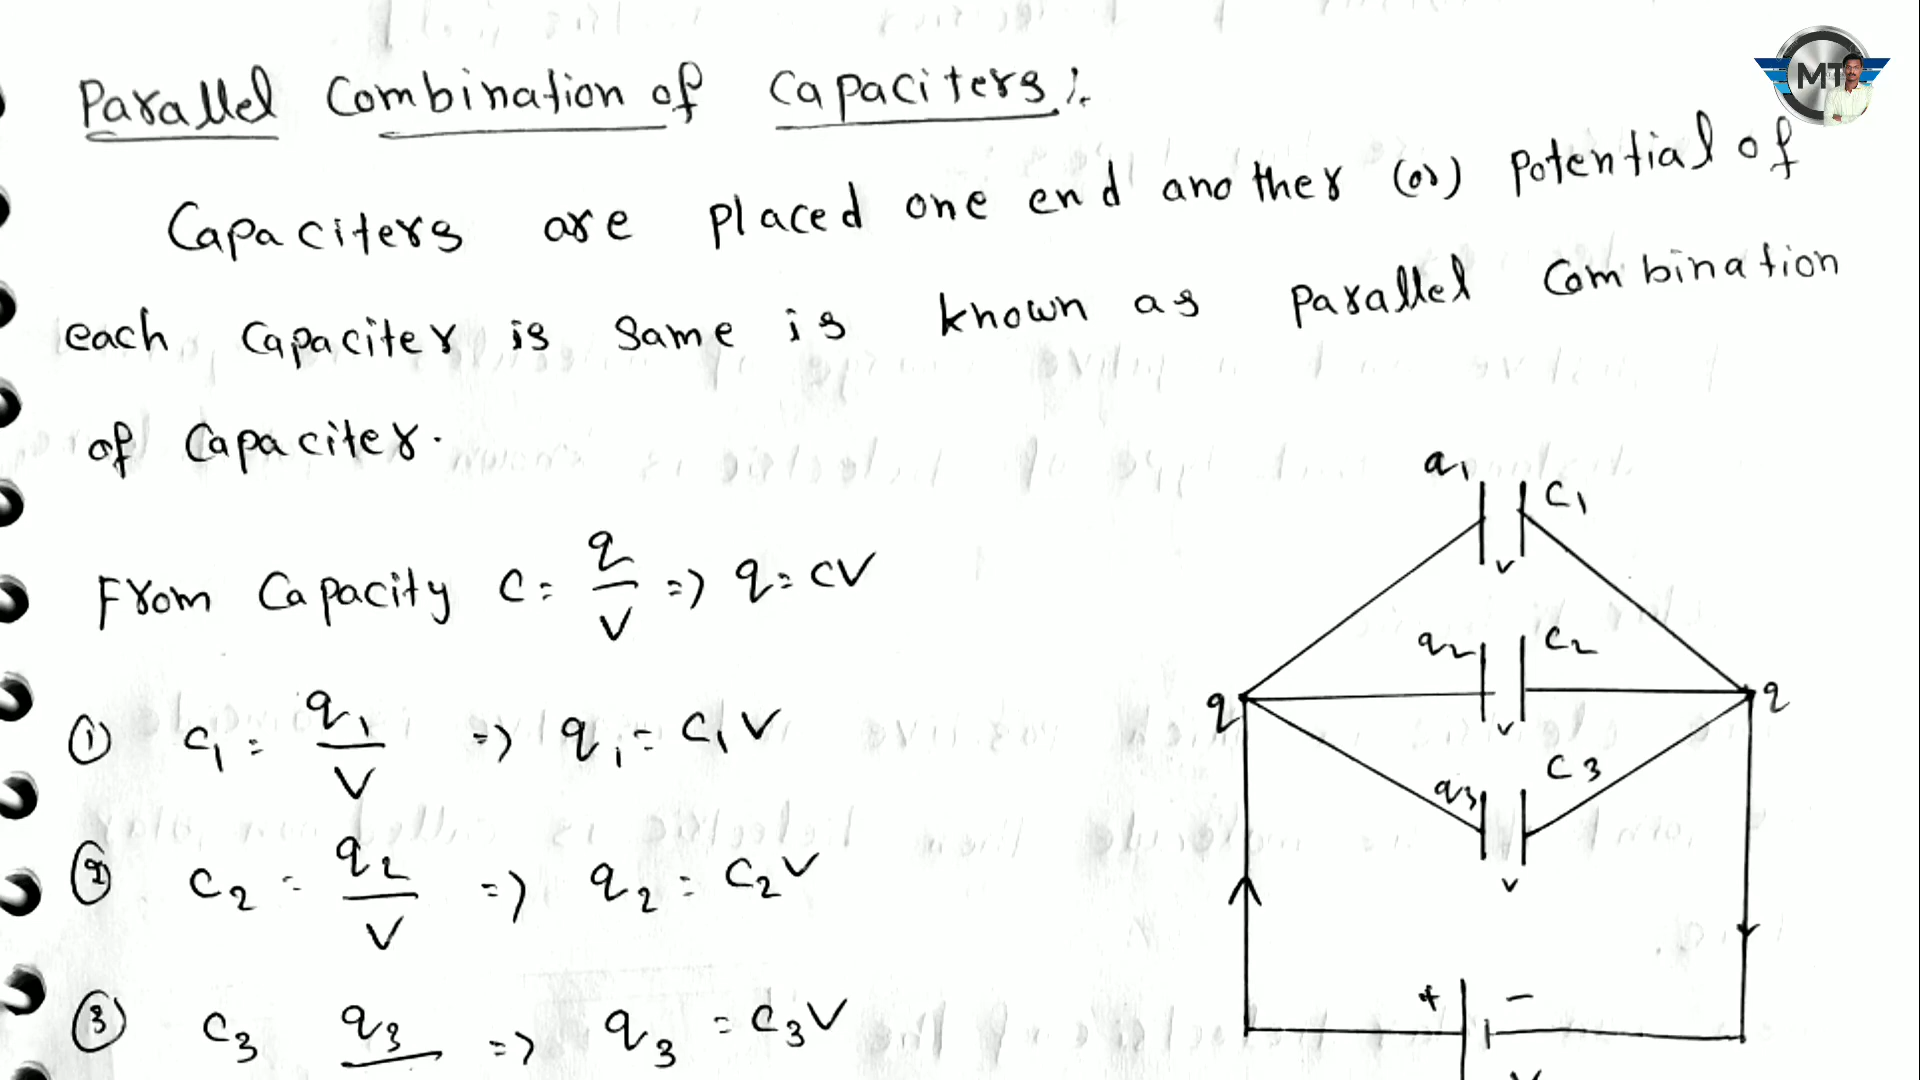 Parallel Combination of Capaciters:-
Capaciters are placed one end another (or) potential of
each Capaciter is same is known as parallel Combination
of Capaciter.
From Capacity C = q/V => q = CV
① C1 = q1/V => q1 = C1V
② C2 = q2/V => q2 = C2V
③ C3 q3 => q3 = C3V
q1 C1
V
q2 C2
q q
V
q3 C3
V
+ -
V
MT